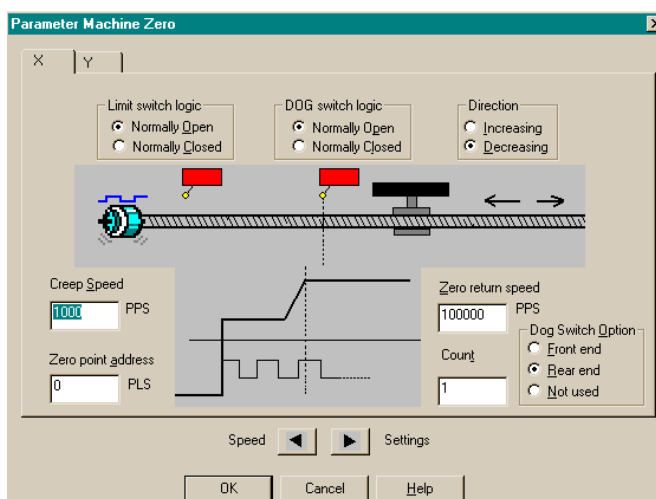 Parameter Machine Zero
X Y
Limit switch logic
Normally Open
Normally Closed
DOG switch logic
Normally Open
Normally Closed
Direction
Increasing
Decreasing
Creep Speed
1000 PPS
Zero point address
0 PLS
Zero return speed
100000 PPS
Count
1
Dog Switch Option
Front end
Rear end
Not used
Speed Settings
OK Cancel Help